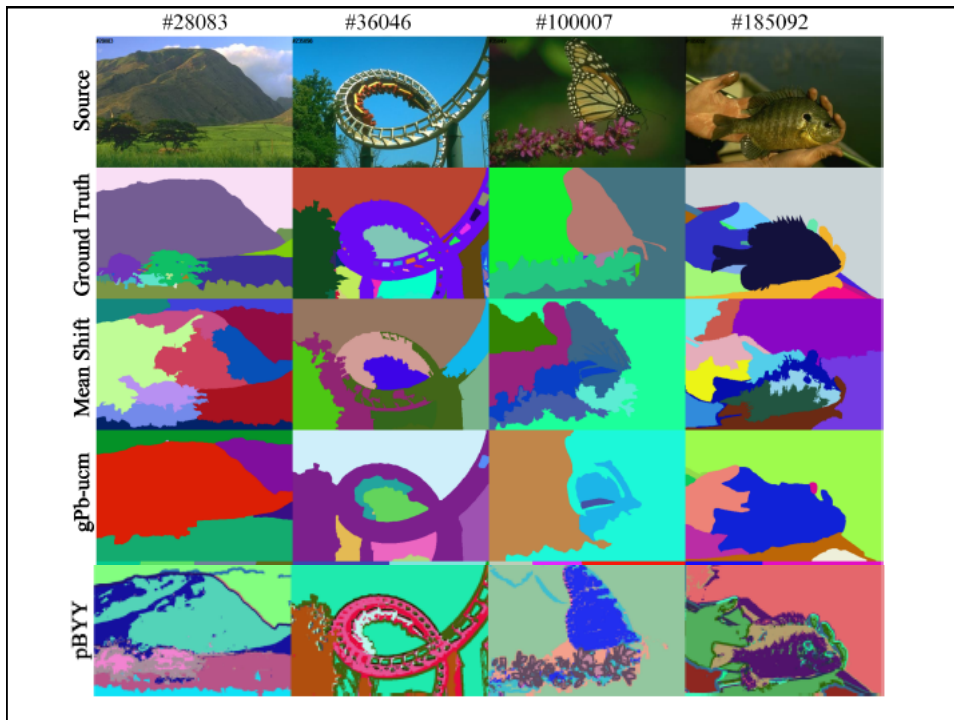 #28083 #36046 #100007 #185092
Source
Ground Truth
Mean Shift
gPb-ucm
pBYY